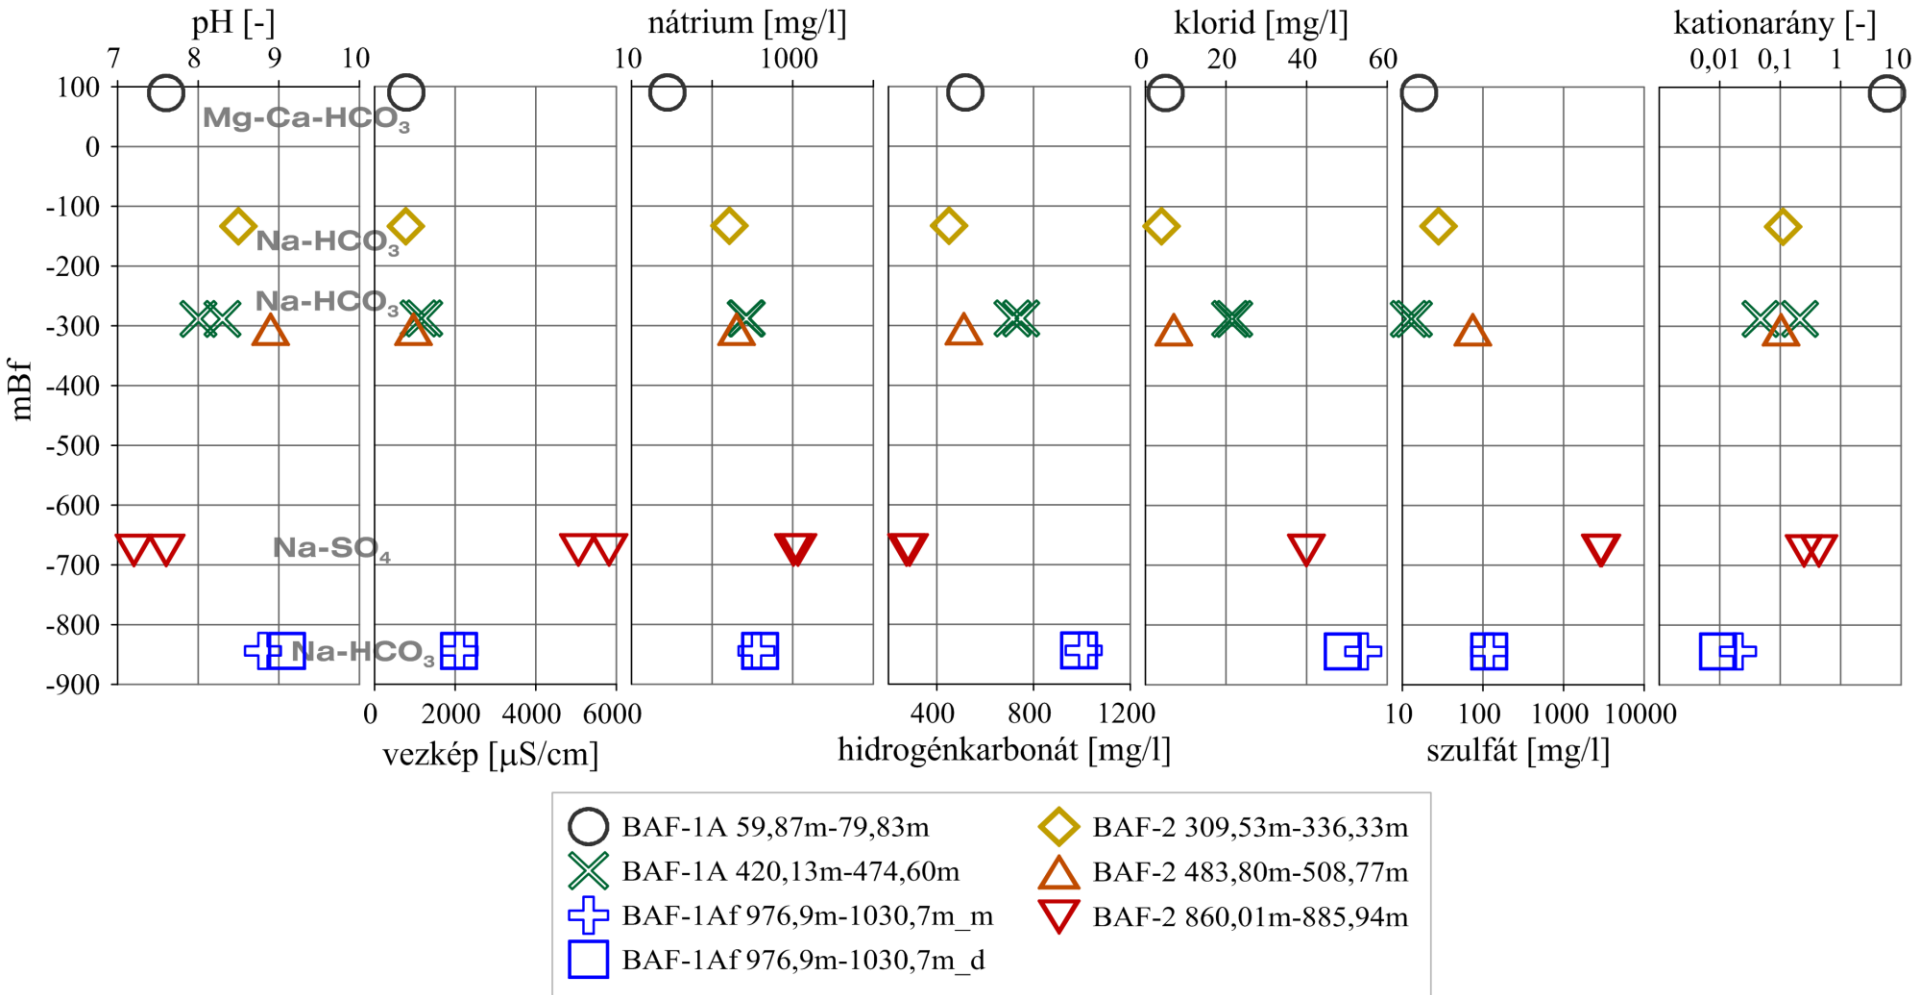 pH [-] nátrium [mg/l] klorid [mg/l] kationarány [-]
7 8 9 10 10 1000 0 20 40 60 0,01 0,1 1 10
100
Mg-Ca-HCO₃
0
-100
Na-HCO₃
-200
Na-HCO₃
-300
mBf
-400
-500
-600
Na-SO₄
-700
-800
Na-HCO₃
-900
0 2000 4000 6000 400 800 1200 10 100 1000 10000
vezkép [µS/cm] hidrogénkarbonát [mg/l] szulfát [mg/l]
BAF-1A 59,87m-79,83m BAF-2 309,53m-336,33m
BAF-1A 420,13m-474,60m BAF-2 483,80m-508,77m
BAF-1Af 976,9m-1030,7m_m BAF-2 860,01m-885,94m
BAF-1Af 976,9m-1030,7m_d